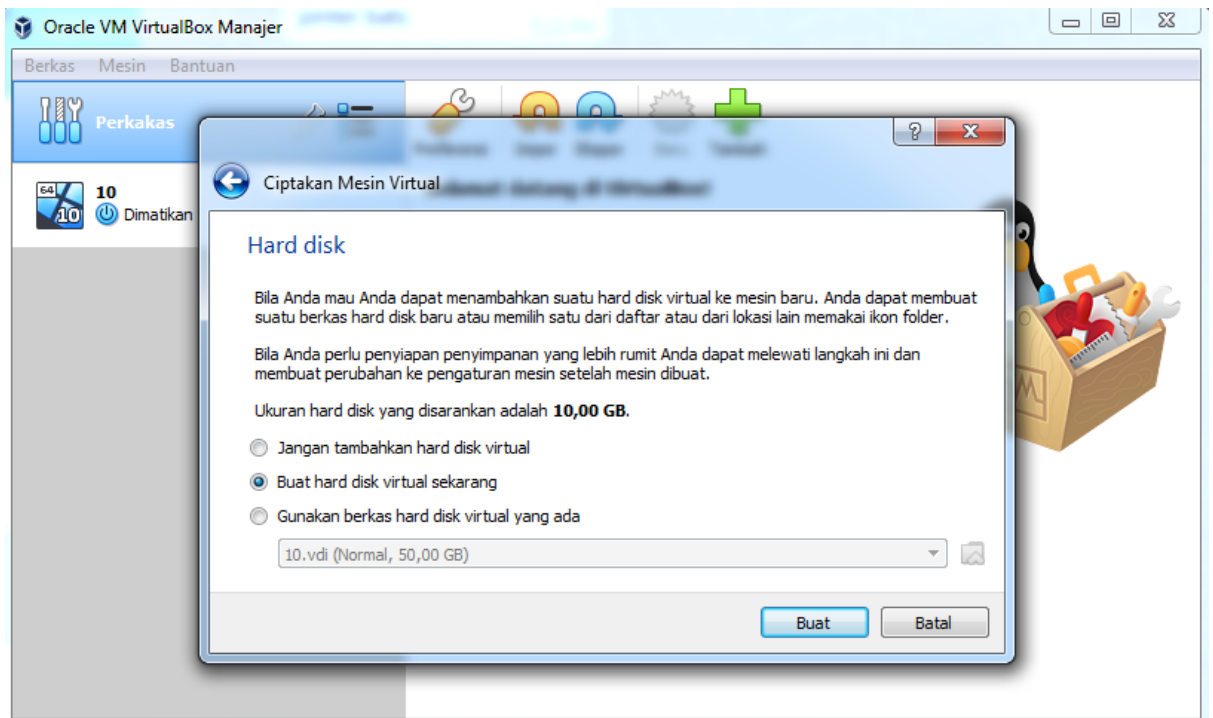 Oracle VM VirtualBox Manajer
Berkas Mesin Bantuan
Perkakas
64
10
10
Dimatikan
Ciptakan Mesin Virtual
Hard disk
Bila Anda mau Anda dapat menambahkan suatu hard disk virtual ke mesin baru. Anda dapat membuat
suatu berkas hard disk baru atau memilih satu dari daftar atau dari lokasi lain memakai ikon folder.
Bila Anda perlu penyiapan penyimpanan yang lebih rumit Anda dapat melewati langkah ini dan
membuat perubahan ke pengaturan mesin setelah mesin dibuat.
Ukuran hard disk yang disarankan adalah 10,00 GB.
Jangan tambahkan hard disk virtual
Buat hard disk virtual sekarang
Gunakan berkas hard disk virtual yang ada
10.vdi (Normal, 50,00 GB)
Buat Batal